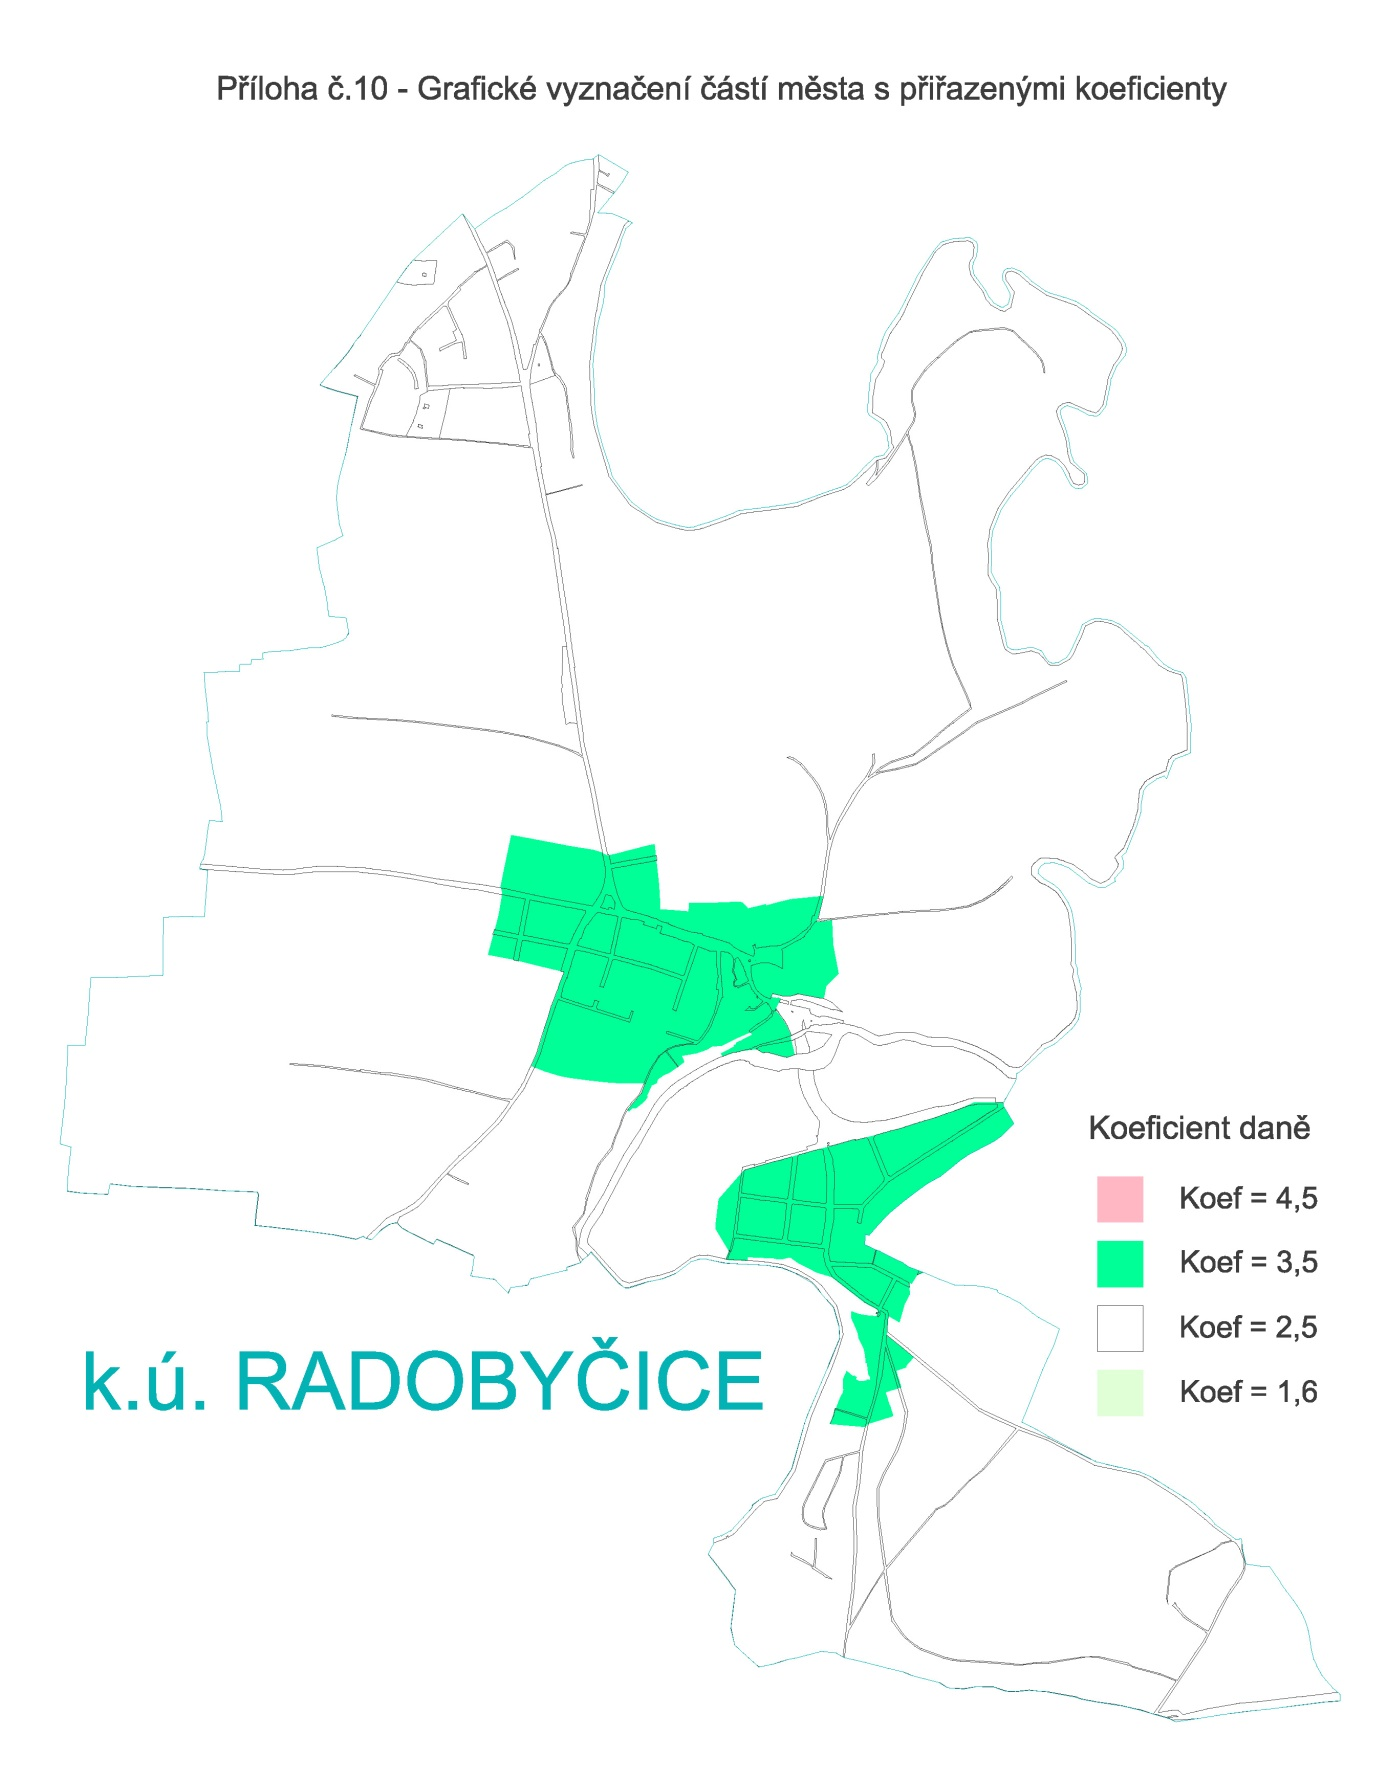 Příloha č.10 - Grafické vyznačení částí města s přiřazenými koeficienty
Koeficient daně
Koef = 4,5
Koef = 3,5
Koef = 2,5
Koef = 1,6
k.ú. RADOBYČICE